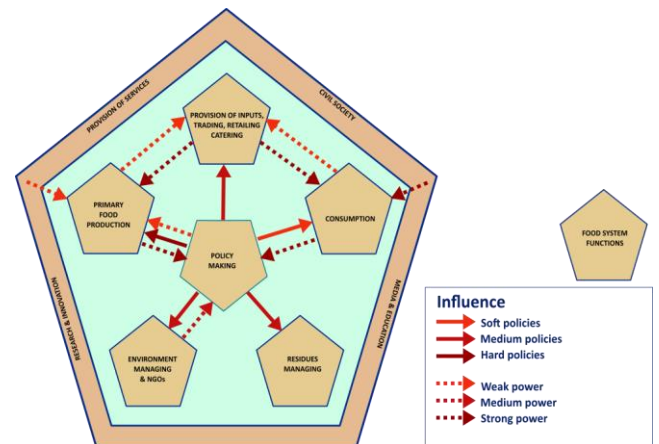 PROVISION OF SERVICES
CIVIL SOCIETY
PROVISION OF INPUTS,
TRADING, RETAILING
CATERING
PRIMARY
FOOD
PRODUCTION
CONSUMPTION
POLICY
MAKING
ENVIRONMENT
MANAGING
& NGOs
RESIDUES
MANAGING
RESEARCH & INNOVATION
MEDIA & EDUCATION
FOOD SYSTEM
FUNCTIONS
Influence
Soft policies
Medium policies
Hard policies
Weak power
Medium power
Strong power